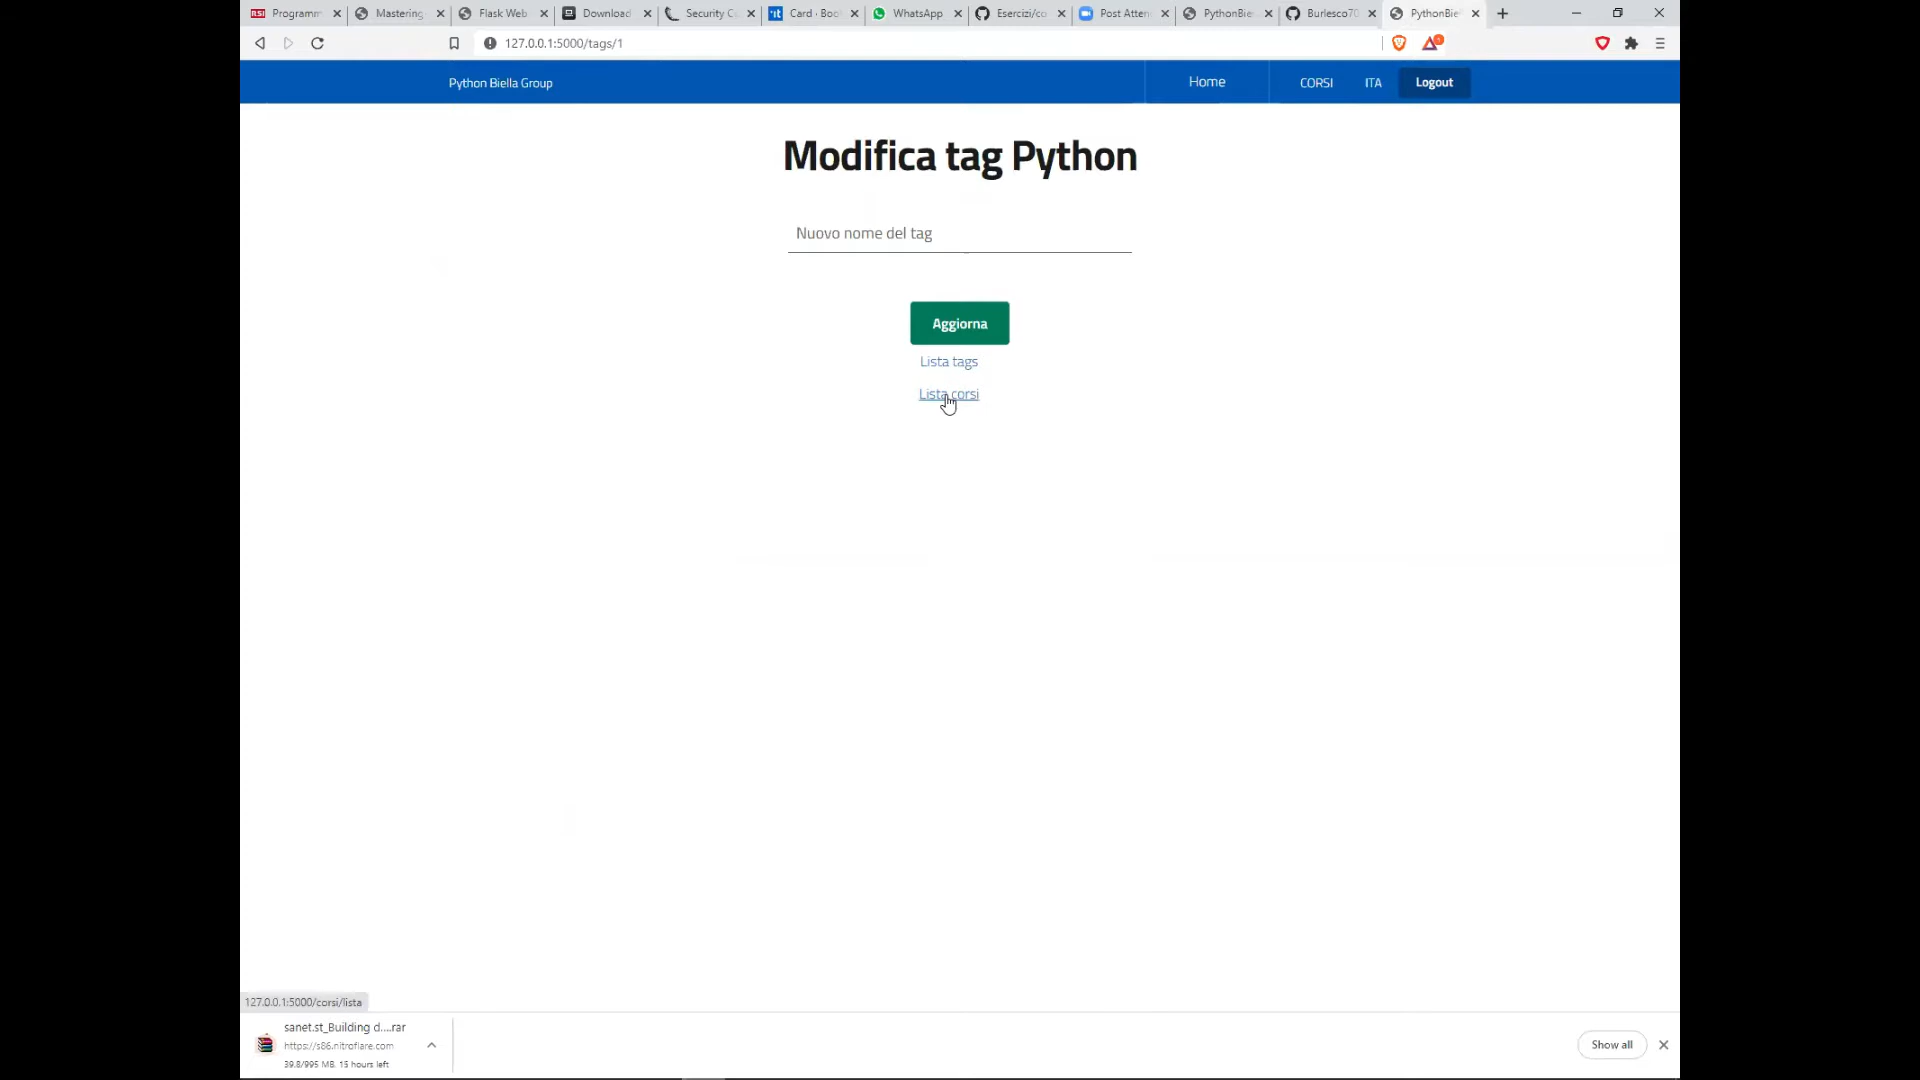 Programm
Mastering
Flask Web
Download
Security C
Card · Boo
WhatsApp
Esercizi/co
Post Atten
PythonBie
Burlesco70
PythonBie
127.0.0.1:5000/tags/1
Python Biella Group
Home
CORSI
ITA
Logout
Modifica tag Python
Nuovo nome del tag
Aggiorna
Lista tags
Lista corsi
127.0.0.1:5000/corsi/lista
sanet.st_Building d....rar
https://s86.nitroflare.com
39.8/995 MB, 15 hours left
Show all